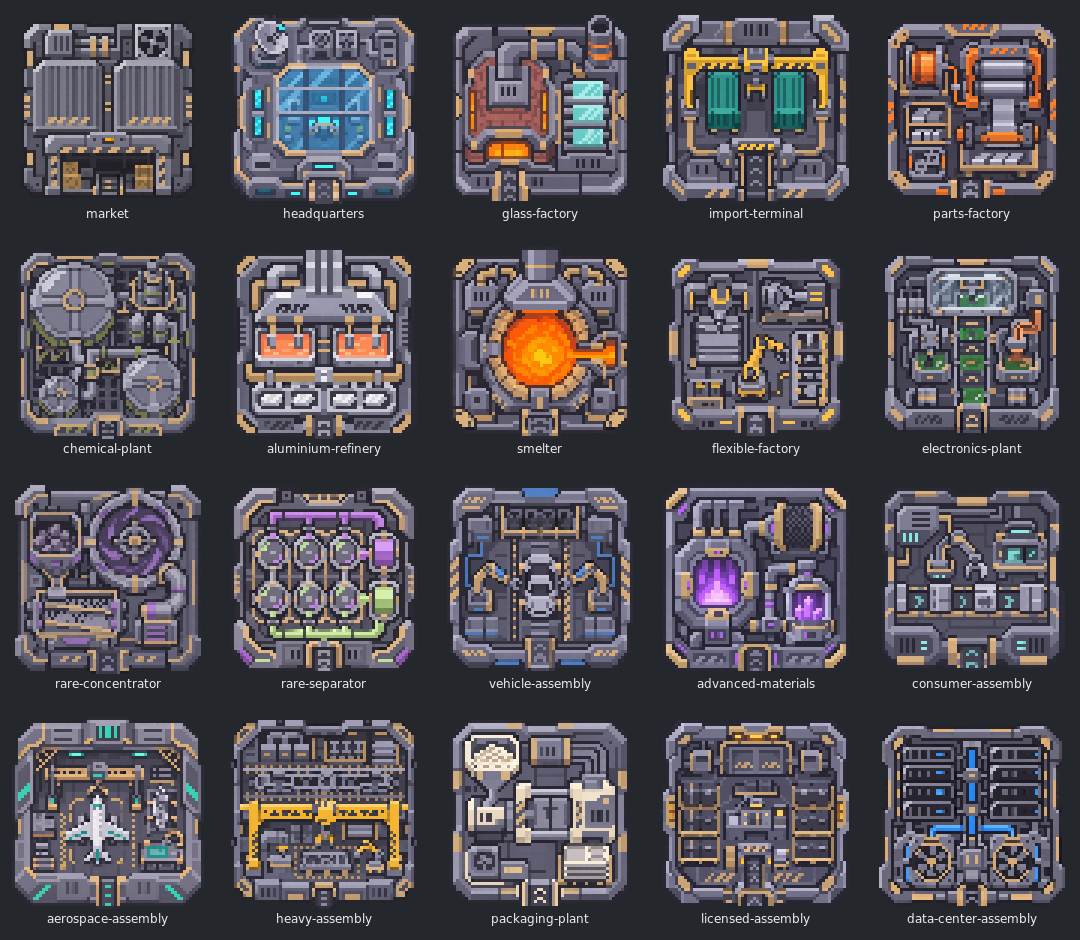 market
headquarters
glass-factory
import-terminal
parts-factory
chemical-plant
aluminium-refinery
smelter
flexible-factory
electronics-plant
rare-concentrator
rare-separator
vehicle-assembly
advanced-materials
consumer-assembly
aerospace-assembly
heavy-assembly
packaging-plant
licensed-assembly
data-center-assembly